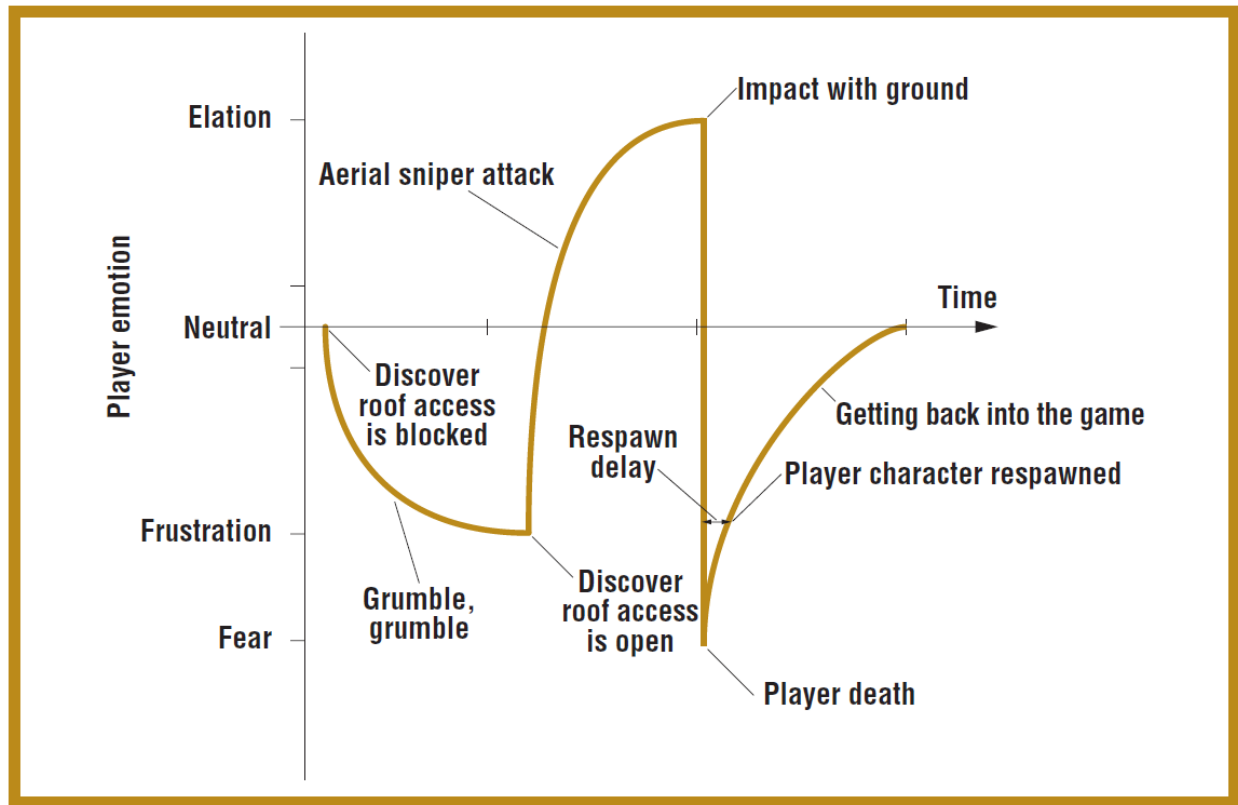 Impact with ground
Elation
Aerial sniper attack
Player emotion
Time
Neutral
Discover
roof access
is blocked
Getting back into the game
Respawn
delay
Player character respawned
Frustration
Discover
roof access
is open
Grumble,
grumble
Fear
Player death